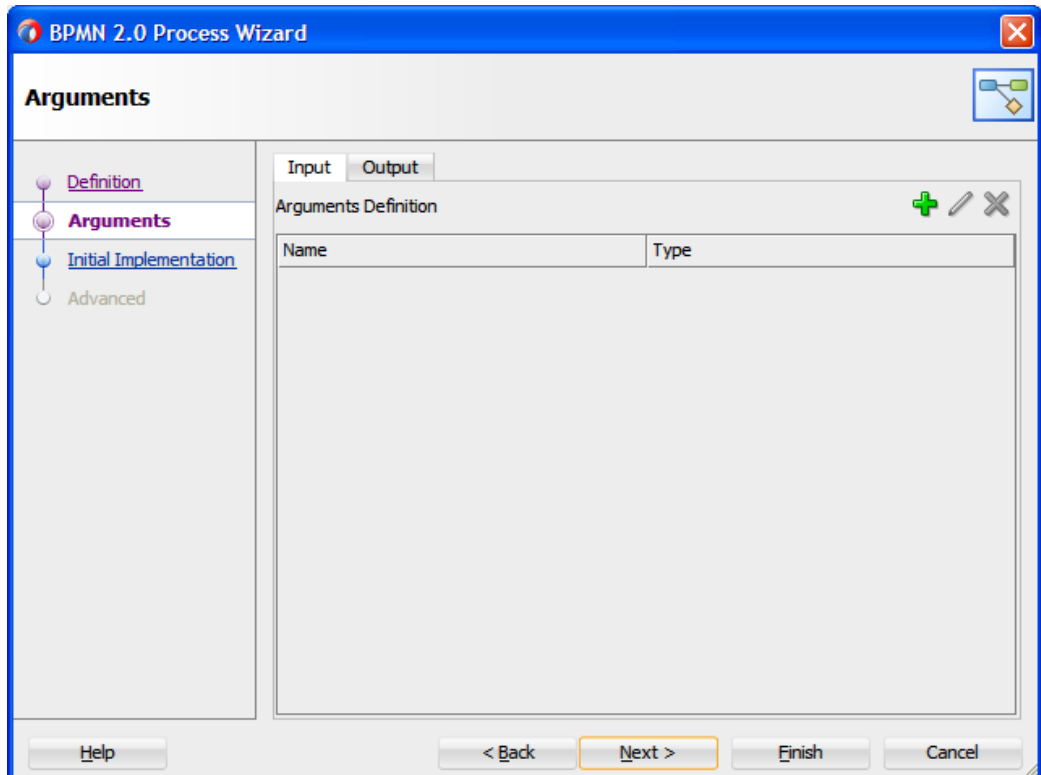 BPMN 2.0 Process Wizard
Arguments
Definition
Arguments
Initial Implementation
Advanced
Input Output
Arguments Definition
Name Type
Help < Back Next > Finish Cancel